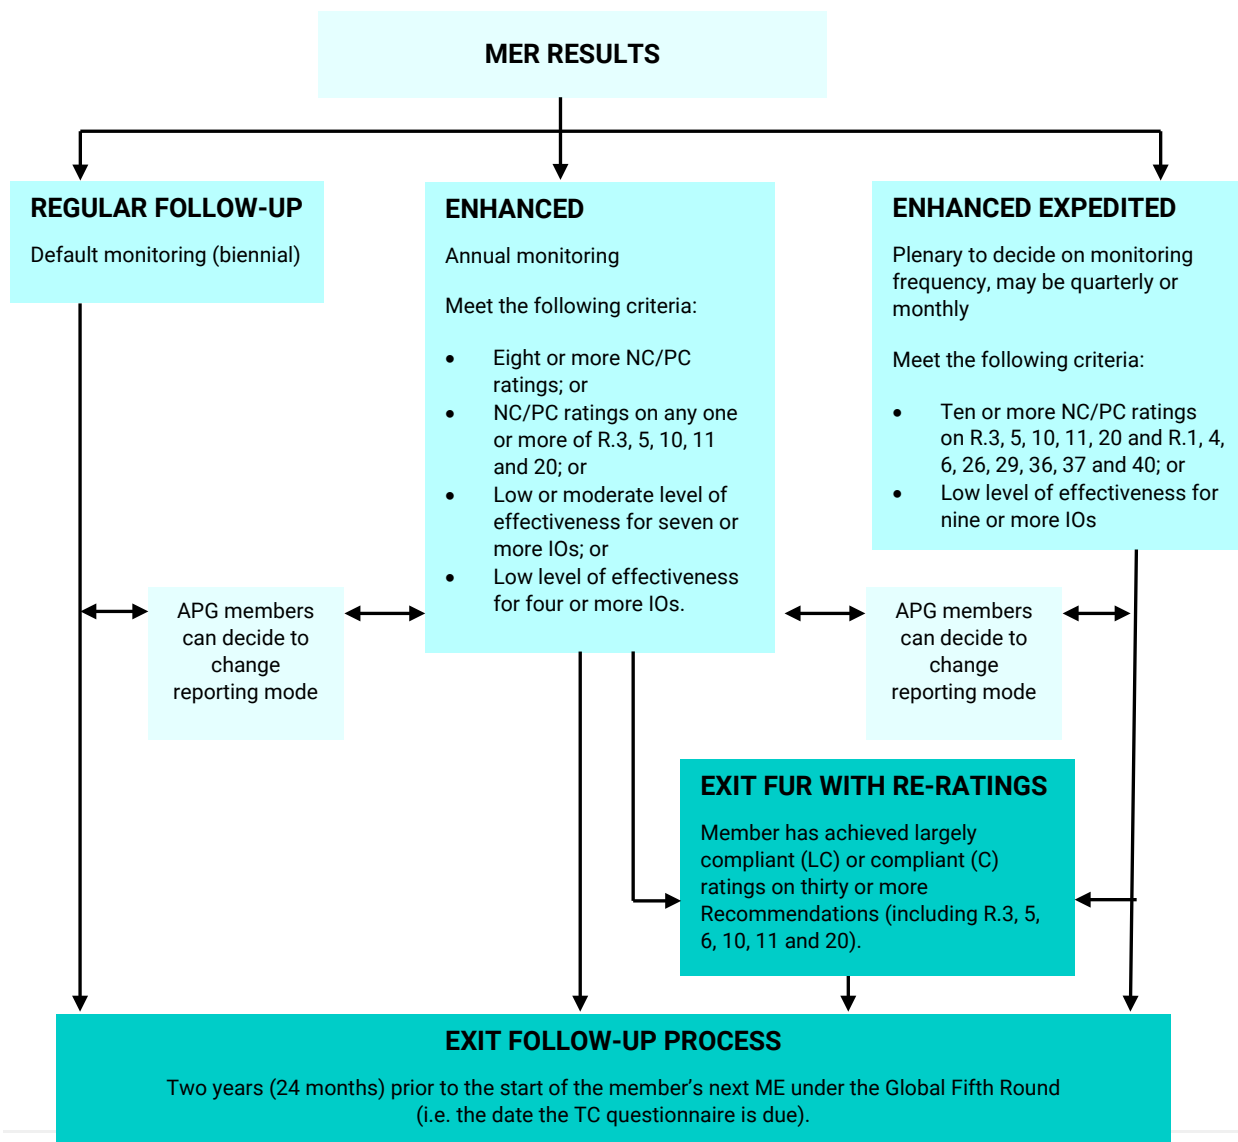 MER RESULTS
REGULAR FOLLOW-UP
Default monitoring (biennial)
ENHANCED
Annual monitoring
Meet the following criteria:
• Eight or more NC/PC
ratings; or
• NC/PC ratings on any one
or more of R.3, 5, 10, 11
and 20; or
• Low or moderate level of
effectiveness for seven or
more IOs; or
• Low level of effectiveness
for four or more IOs.
ENHANCED EXPEDITED
Plenary to decide on monitoring
frequency, may be quarterly or
monthly
Meet the following criteria:
• Ten or more NC/PC ratings
on R.3, 5, 10, 11, 20 and R.1, 4,
6, 26, 29, 36, 37 and 40; or
• Low level of effectiveness for
nine or more IOs
APG members
can decide to
change
reporting mode
APG members
can decide to
change
reporting mode
EXIT FUR WITH RE-RATINGS
Member has achieved largely
compliant (LC) or compliant (C)
ratings on thirty or more
Recommendations (including R.3, 5,
6, 10, 11 and 20).
EXIT FOLLOW-UP PROCESS
Two years (24 months) prior to the start of the member's next ME under the Global Fifth Round
(i.e. the date the TC questionnaire is due).